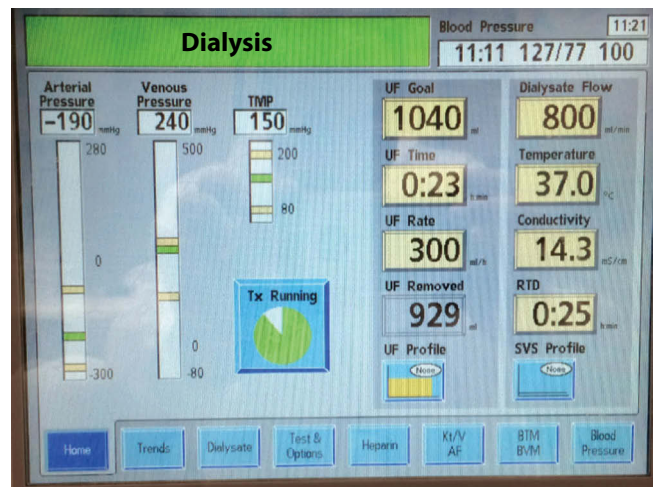 Dialysis
Blood Pressure
11:21
11:11 127/77 100
Arterial Pressure
-190 mmHg
280
0
-300
Venous Pressure
240 mmHg
500
0
-80
TMP
150 mmHg
200
80
Tx Running
UF Goal
1040 ml
UF Time
0:23 h:min
UF Rate
300 ml/h
UF Removed
929 ml
UF Profile
None
Dialysate Flow
800 ml/min
Temperature
37.0 °C
Conductivity
14.3 mS/cm
RTD
0:25 h:min
SVS Profile
None
Home
Trends
Dialysate
Test & Options
Heparin
Kt/V AF
BTM BVM
Blood Pressure